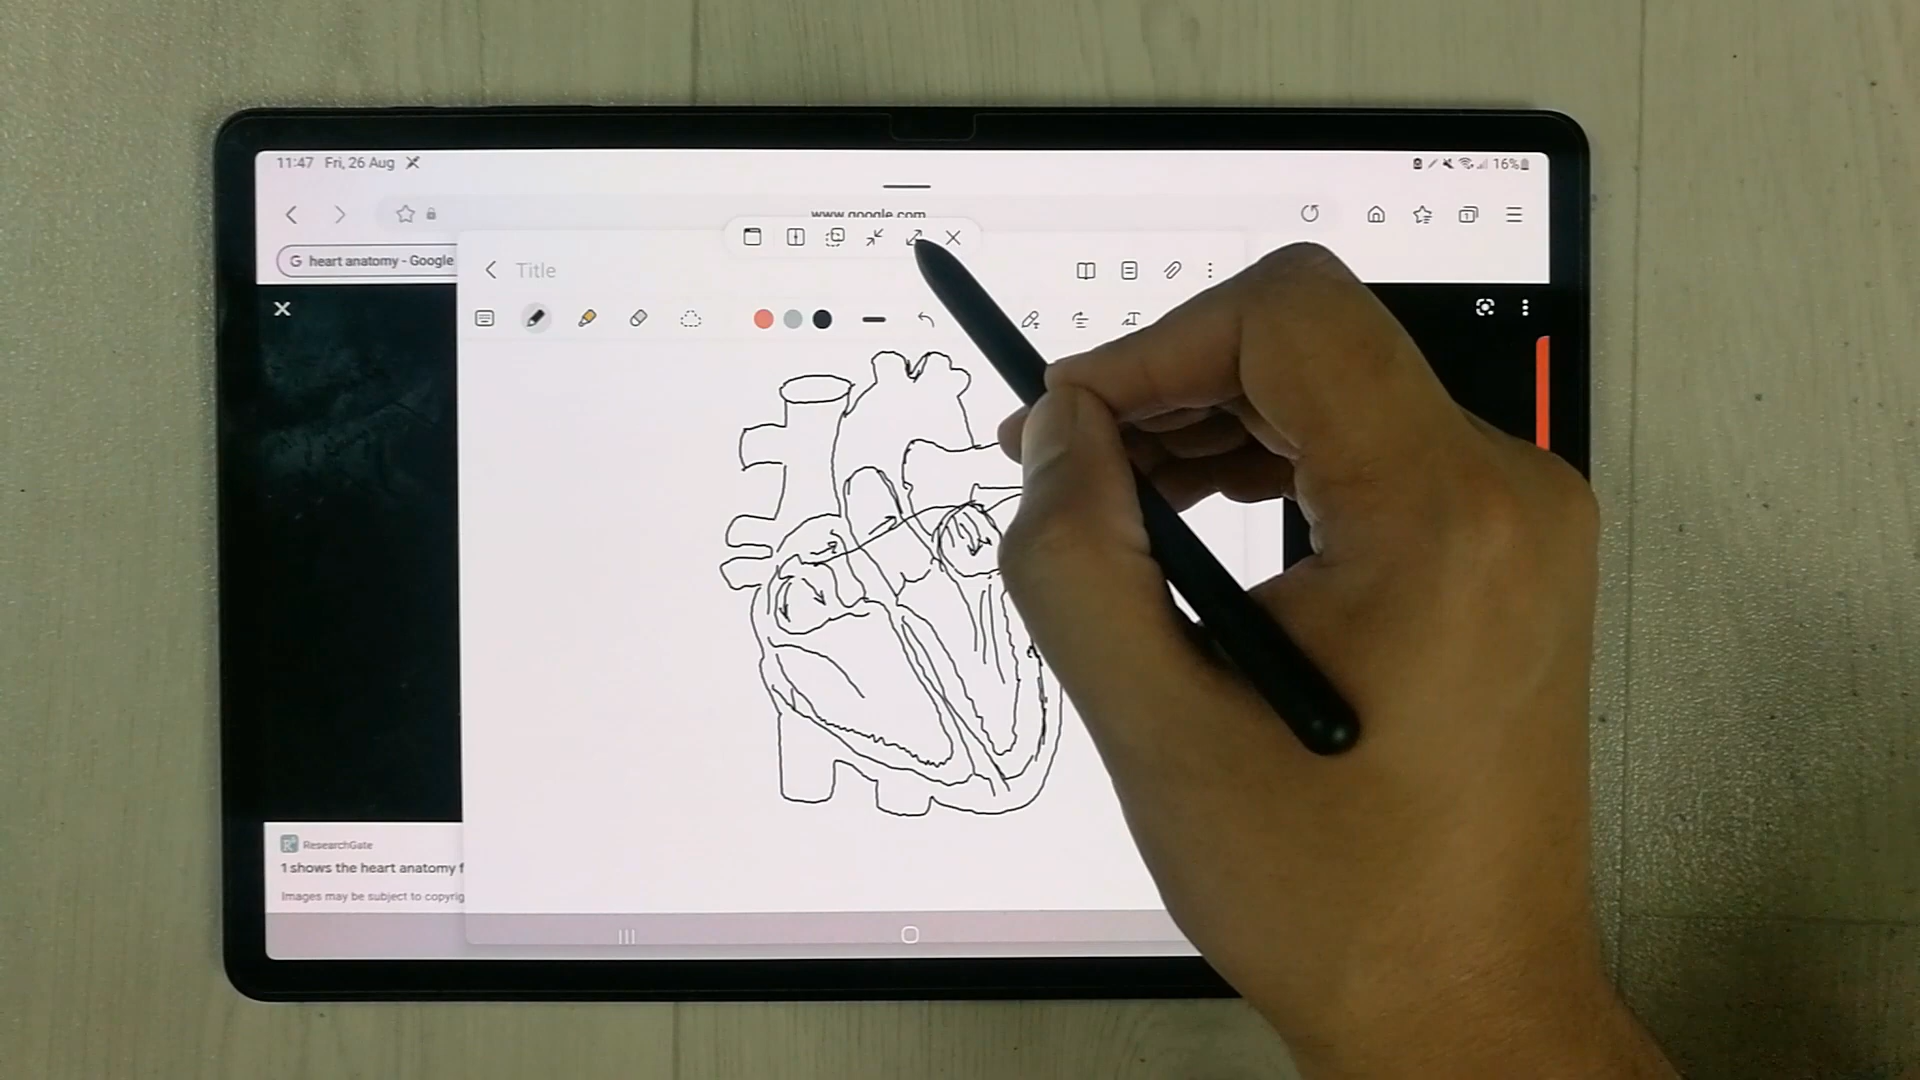 11:47 Fri, 26 Aug
16%
www.google.com
G heart anatomy - Google
1
Title
T
R
ResearchGate
1 shows the heart anatomy f
Images may be subject to copyrig